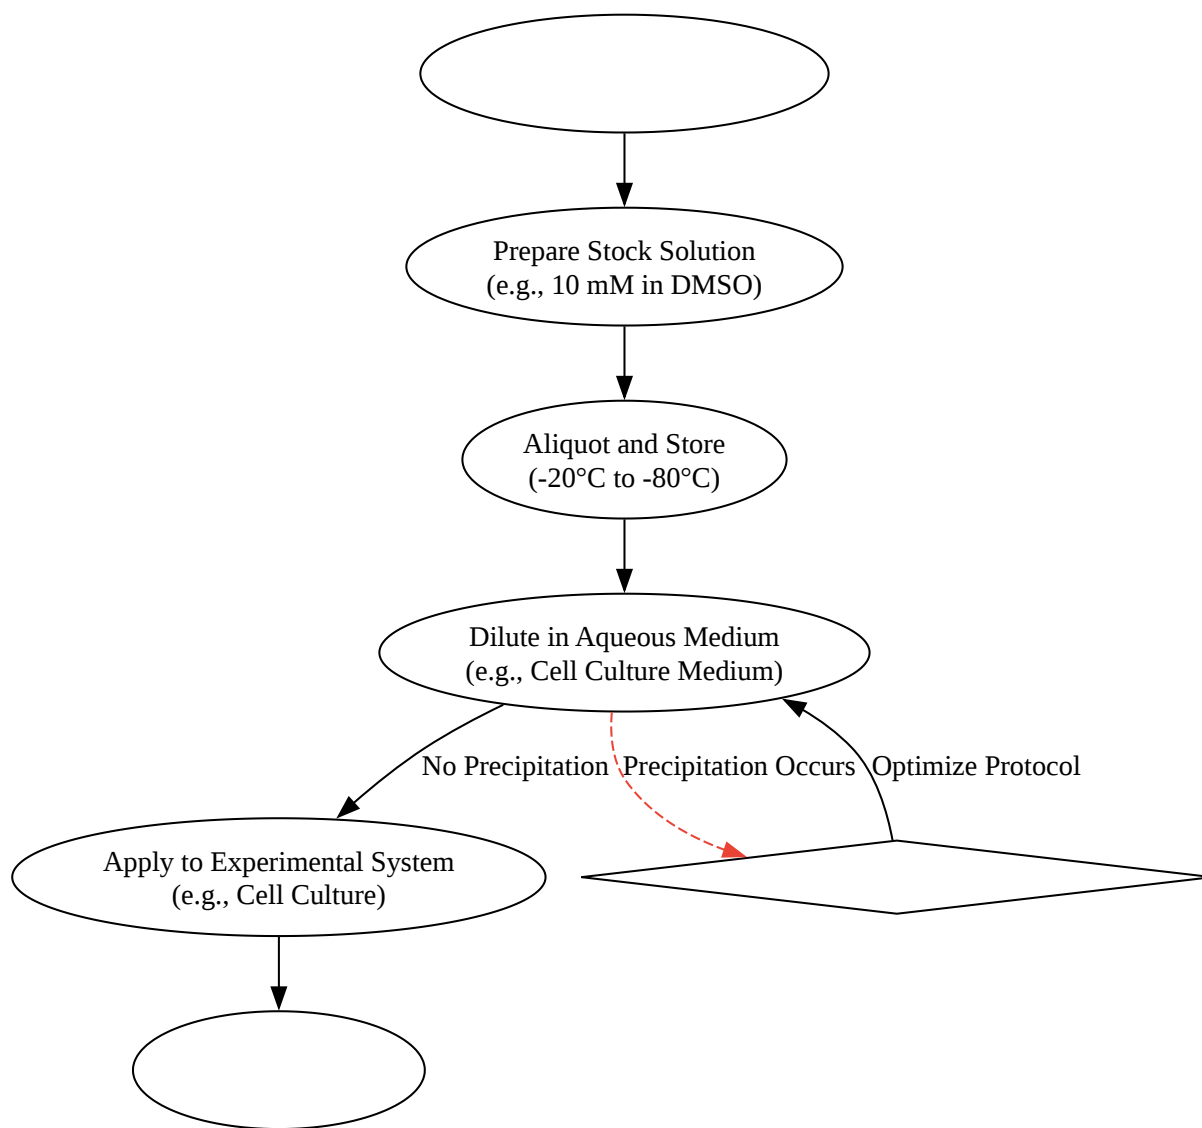 Prepare Stock Solution
(e.g., 10 mM in DMSO)
Aliquot and Store
(-20°C to -80°C)
Dilute in Aqueous Medium
(e.g., Cell Culture Medium)
No Precipitation
Precipitation Occurs
Optimize Protocol
Apply to Experimental System
(e.g., Cell Culture)